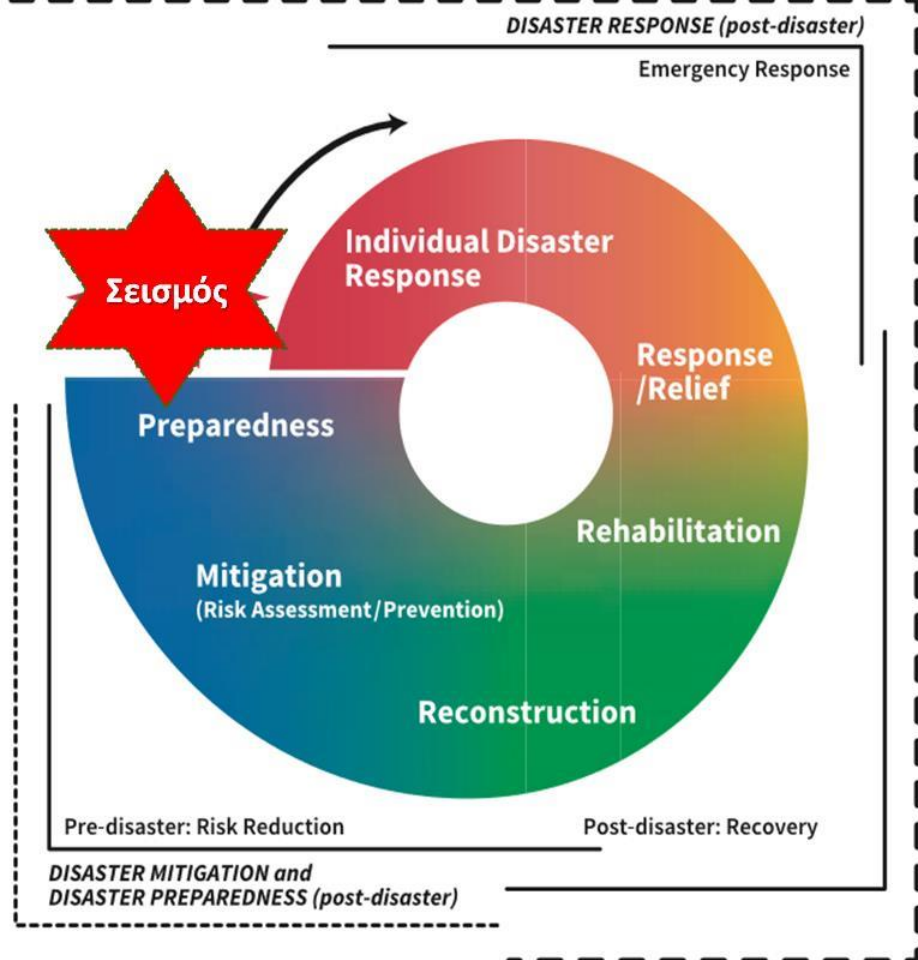 DISASTER RESPONSE (post-disaster)
Emergency Response
Σεισμός
Individual Disaster
Response
Response
/Relief
Preparedness
Rehabilitation
Mitigation
(Risk Assessment/Prevention)
Reconstruction
Pre-disaster: Risk Reduction
Post-disaster: Recovery
DISASTER MITIGATION and
DISASTER PREPAREDNESS (post-disaster)